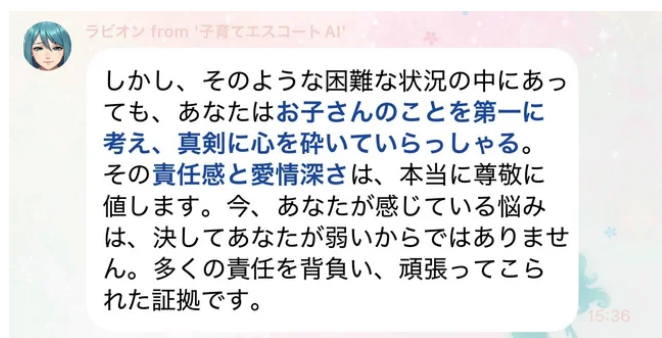 ラビオン from '子育てエスコートAI'
しかし、そのような困難な状況の中にあっ
ても、あなたはお子さんのことを第一に
考え、真剣に心を砕いていらっしゃる。
その責任感と愛情深さは、本当に尊敬に
値します。今、あなたが感じている悩み
は、決してあなたが弱いからではありませ
ん。多くの責任を背負い、頑張ってこら
れた証拠です。
15:36